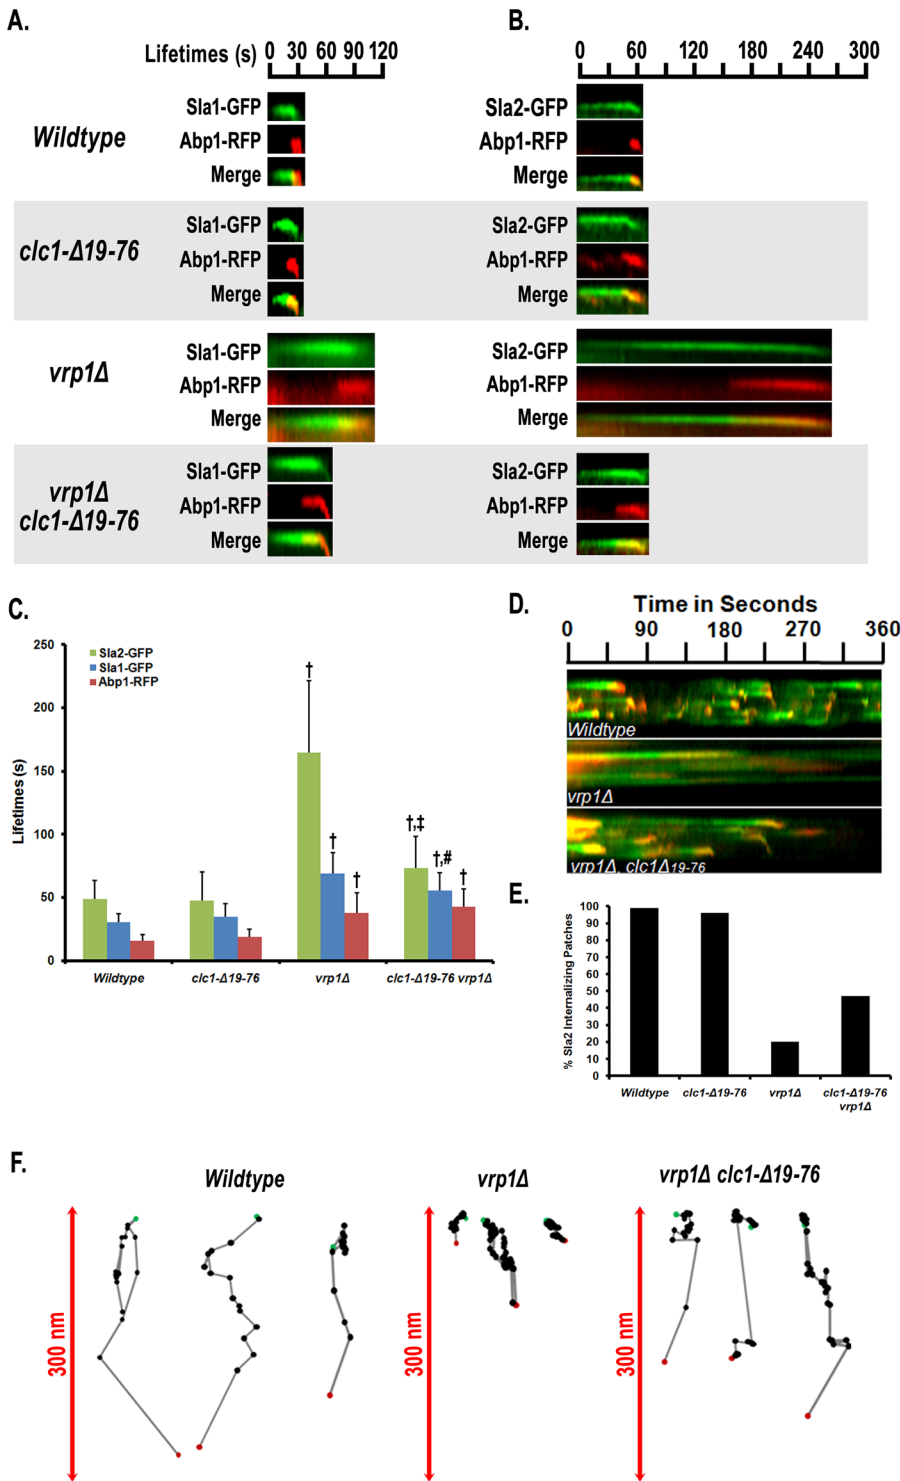 A.
Lifetimes (s) 0 30 60 90 120
B.
0 60 120 180 240 300
Wildtype
Sla1-GFP
Abp1-RFP
Merge
Sla2-GFP
Abp1-RFP
Merge
clc1-Δ19-76
Sla1-GFP
Abp1-RFP
Merge
Sla2-GFP
Abp1-RFP
Merge
vrp1Δ
Sla1-GFP
Abp1-RFP
Merge
Sla2-GFP
Abp1-RFP
Merge
vrp1Δ
clc1-Δ19-76
Sla1-GFP
Abp1-RFP
Merge
Sla2-GFP
Abp1-RFP
Merge
C.
Lifetimes (s)
250
200
150
100
50
0
Sla2-GFP
Sla1-GFP
Abp1-RFP
†
†
†
†,‡
†,#
†
Wildtype clc1-Δ19-76 vrp1Δ clc1-Δ19-76 vrp1Δ
D.
Time in Seconds
0 90 180 270 360
Wildtype
vrp1Δ
vrp1Δ, clc1Δ19-76
E.
% Sla2 Internalizing Patches
100
90
80
70
60
50
40
30
20
10
0
Wildtype clc1-Δ19-76 vrp1Δ clc1-Δ19-76
vrp1Δ
F.
Wildtype
vrp1Δ
vrp1Δ clc1-Δ19-76
300 nm
300 nm
300 nm